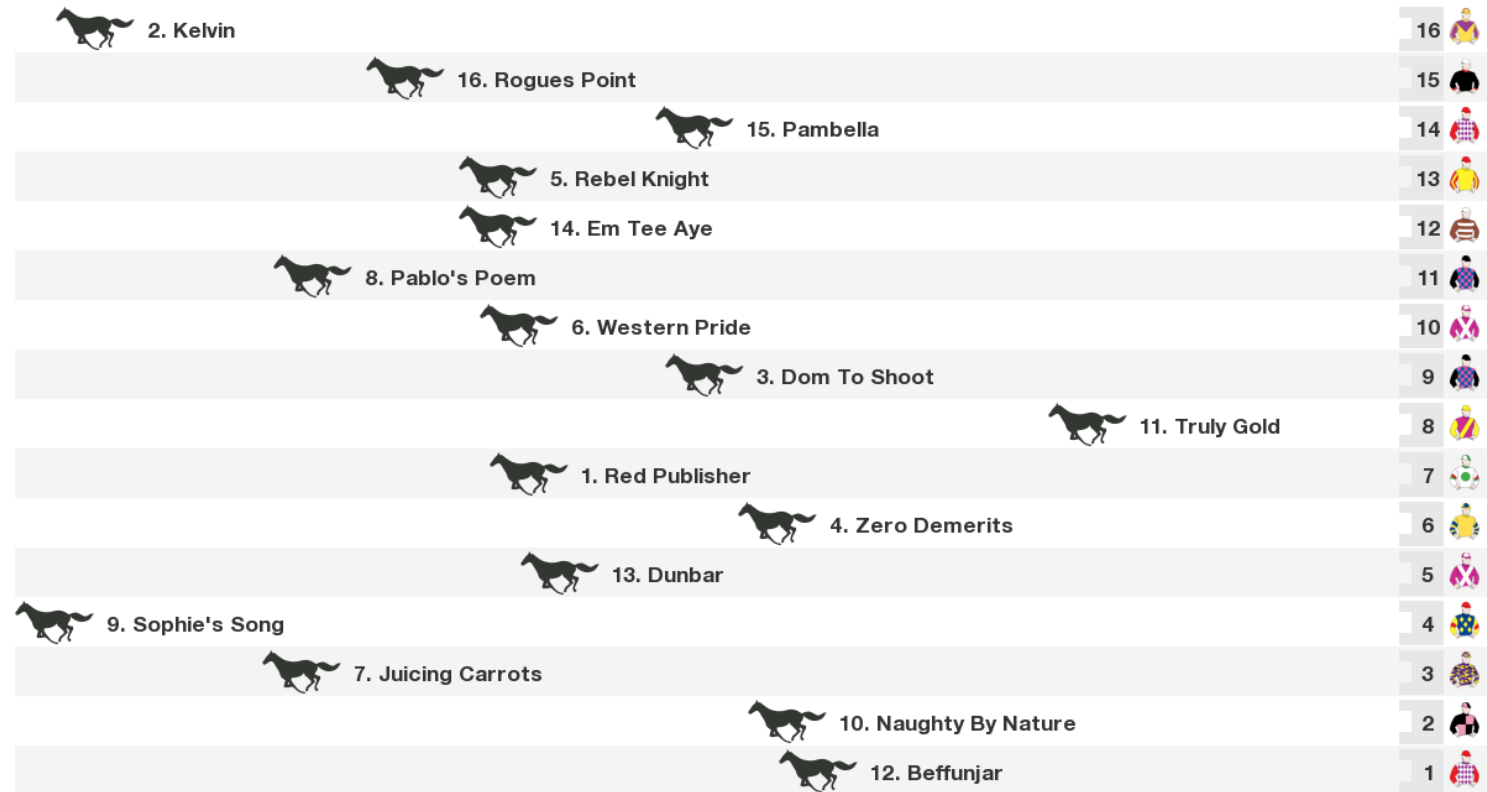 2. Kelvin 16
16. Rogues Point 15
15. Pambella 14
5. Rebel Knight 13
14. Em Tee Aye 12
8. Pablo's Poem 11
6. Western Pride 10
3. Dom To Shoot 9
11. Truly Gold 8
1. Red Publisher 7
4. Zero Demerits 6
13. Dunbar 5
9. Sophie's Song 4
7. Juicing Carrots 3
10. Naughty By Nature 2
12. Beffunjar 1